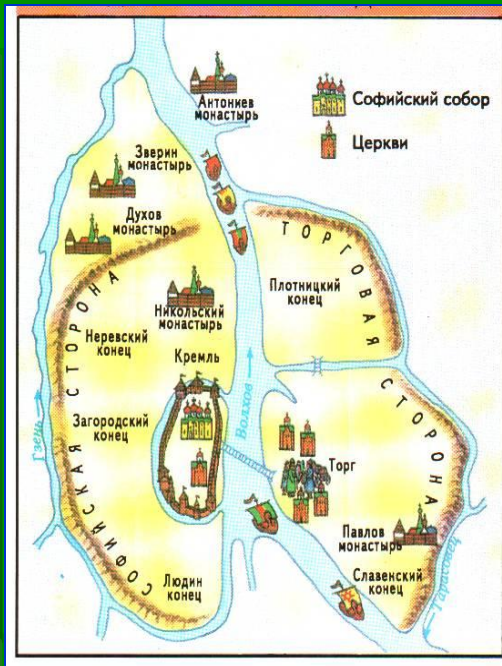 Антониев
монастырь
Софийский собор
Церкви
Зверин
монастырь
Духов
монастырь
ТОРГОВАЯ
СТОРОНА
Плотницкий
конец
Никольский
монастырь
Неревский
конец
Кремль
СОФИЙСКАЯ СТОРОНА
Загородский
конец
Гзень
Волхов
Торг
Павлов
монастырь
Славенский
конец
Людин
конец
Тарасовец